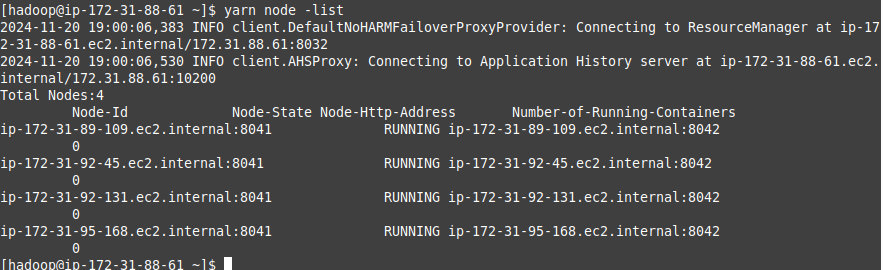 [hadoop@ip-172-31-88-61 ~]$ yarn node -list
2024-11-20 19:00:06,383 INFO client.DefaultNoHARMFailoverProxyProvider: Connecting to ResourceManager at ip-17
2-31-88-61.ec2.internal/172.31.88.61:8032
2024-11-20 19:00:06,530 INFO client.AHSProxy: Connecting to Application History server at ip-172-31-88-61.ec2.
internal/172.31.88.61:10200
Total Nodes:4
         Node-Id             Node-State Node-Http-Address       Number-of-Running-Containers
ip-172-31-89-109.ec2.internal:8041              RUNNING ip-172-31-89-109.ec2.internal:8042
         0
ip-172-31-92-45.ec2.internal:8041               RUNNING ip-172-31-92-45.ec2.internal:8042
         0
ip-172-31-92-131.ec2.internal:8041              RUNNING ip-172-31-92-131.ec2.internal:8042
         0
ip-172-31-95-168.ec2.internal:8041              RUNNING ip-172-31-95-168.ec2.internal:8042
         0
[hadoop@ip-172-31-88-61 ~]$